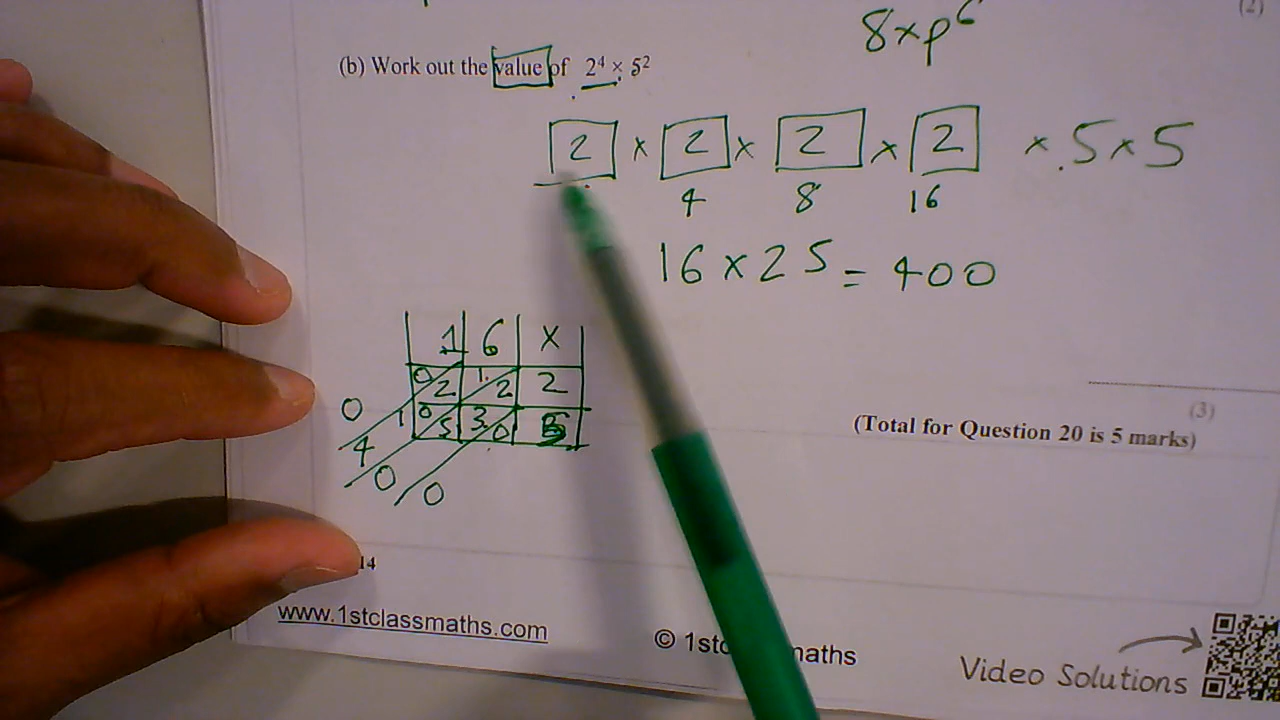 (2)
8×p⁶
(b) Work out the value of 2⁴ × 5²
2 × 2 × 2 × 2 × 5 × 5
4 8 16
16 × 25 = 400
1 6 X
0 2 1 2 2
0 1 0 5 3 0 5
4
0
0
(3)
(Total for Question 20 is 5 marks)
14
www.1stclassmaths.com
© 1stc maths
Video Solutions